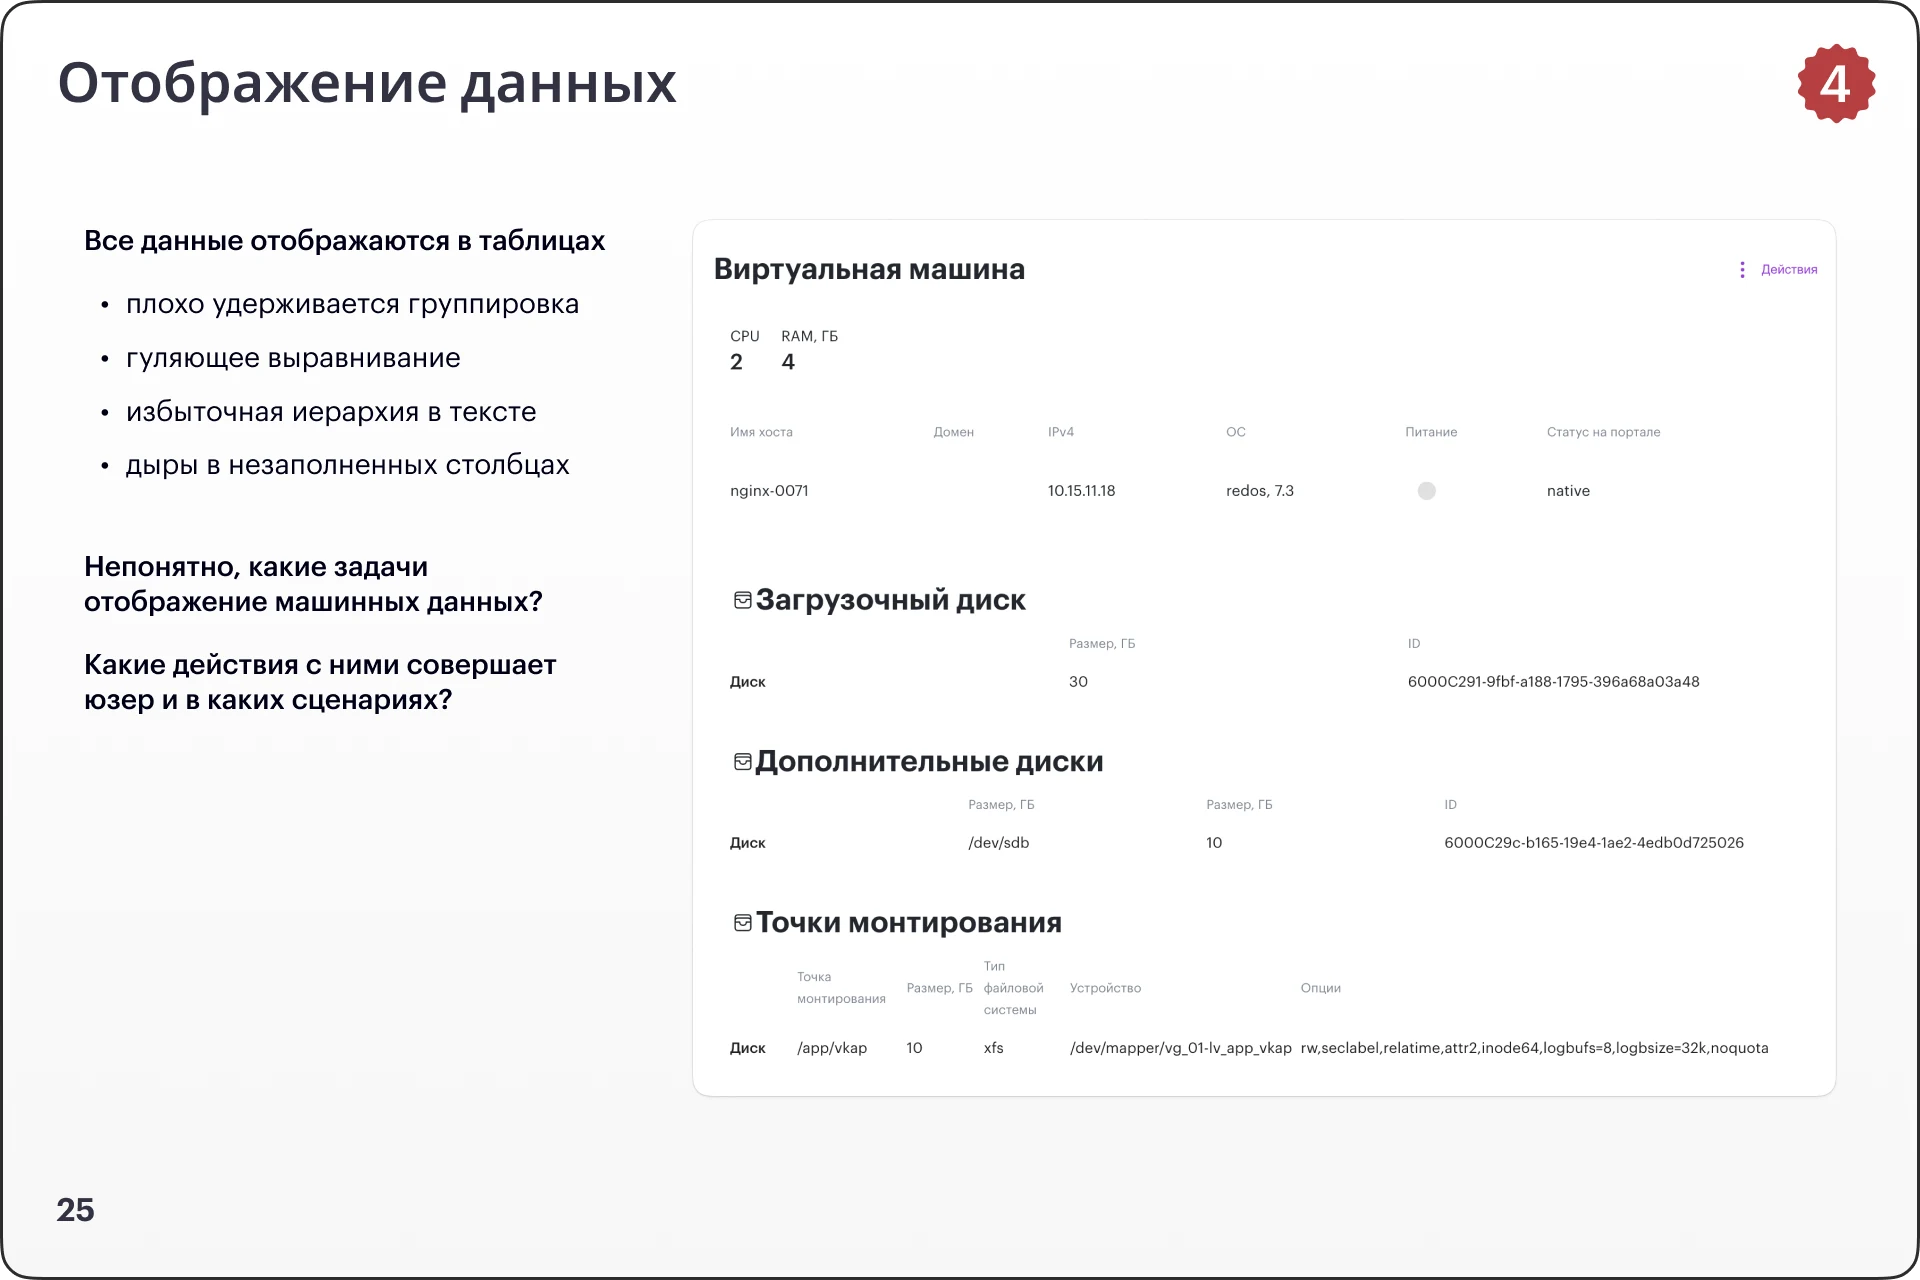 Отображение данных
4
Все данные отображаются в таблицах
• плохо удерживается группировка
• гуляющее выравнивание
• избыточная иерархия в тексте
• дыры в незаполненных столбцах
Непонятно, какие задачи
отображение машинных данных?
Какие действия с ними совершает
юзер и в каких сценариях?
Виртуальная машина
Действия
CPU RAM, ГБ
2 4
Имя хоста Домен IPv4 ОС Питание Статус на портале
nginx-0071 10.15.11.18 redos, 7.3 native
Загрузочный диск
Размер, ГБ ID
Диск 30 6000C291-9fbf-a188-1795-396a68a03a48
Дополнительные диски
Размер, ГБ Размер, ГБ ID
Диск /dev/sdb 10 6000C29c-b165-19e4-1ae2-4edb0d725026
Точки монтирования
Точка
монтирования
Размер, ГБ
Тип
файловой
системы
Устройство
Опции
Диск /app/vkap 10 xfs /dev/mapper/vg_01-lv_app_vkap rw,seclabel,relatime,attr2,inode64,logbufs=8,logbsize=32k,noquota
25